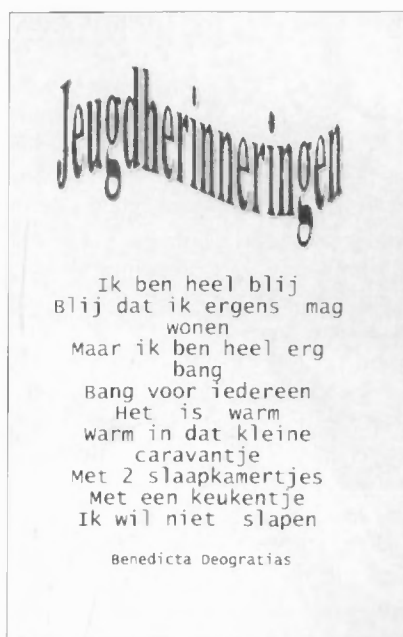 Jeugdherinneringen
Ik ben heel blij
Blij dat ik ergens mag
wonen
Maar ik ben heel erg
bang
Bang voor iedereen
Het is warm
Warm in dat kleine
caravantje
Met 2 slaapkamertjes
Met een keukentje
Ik wil niet slapen
Benedicta Deogratias